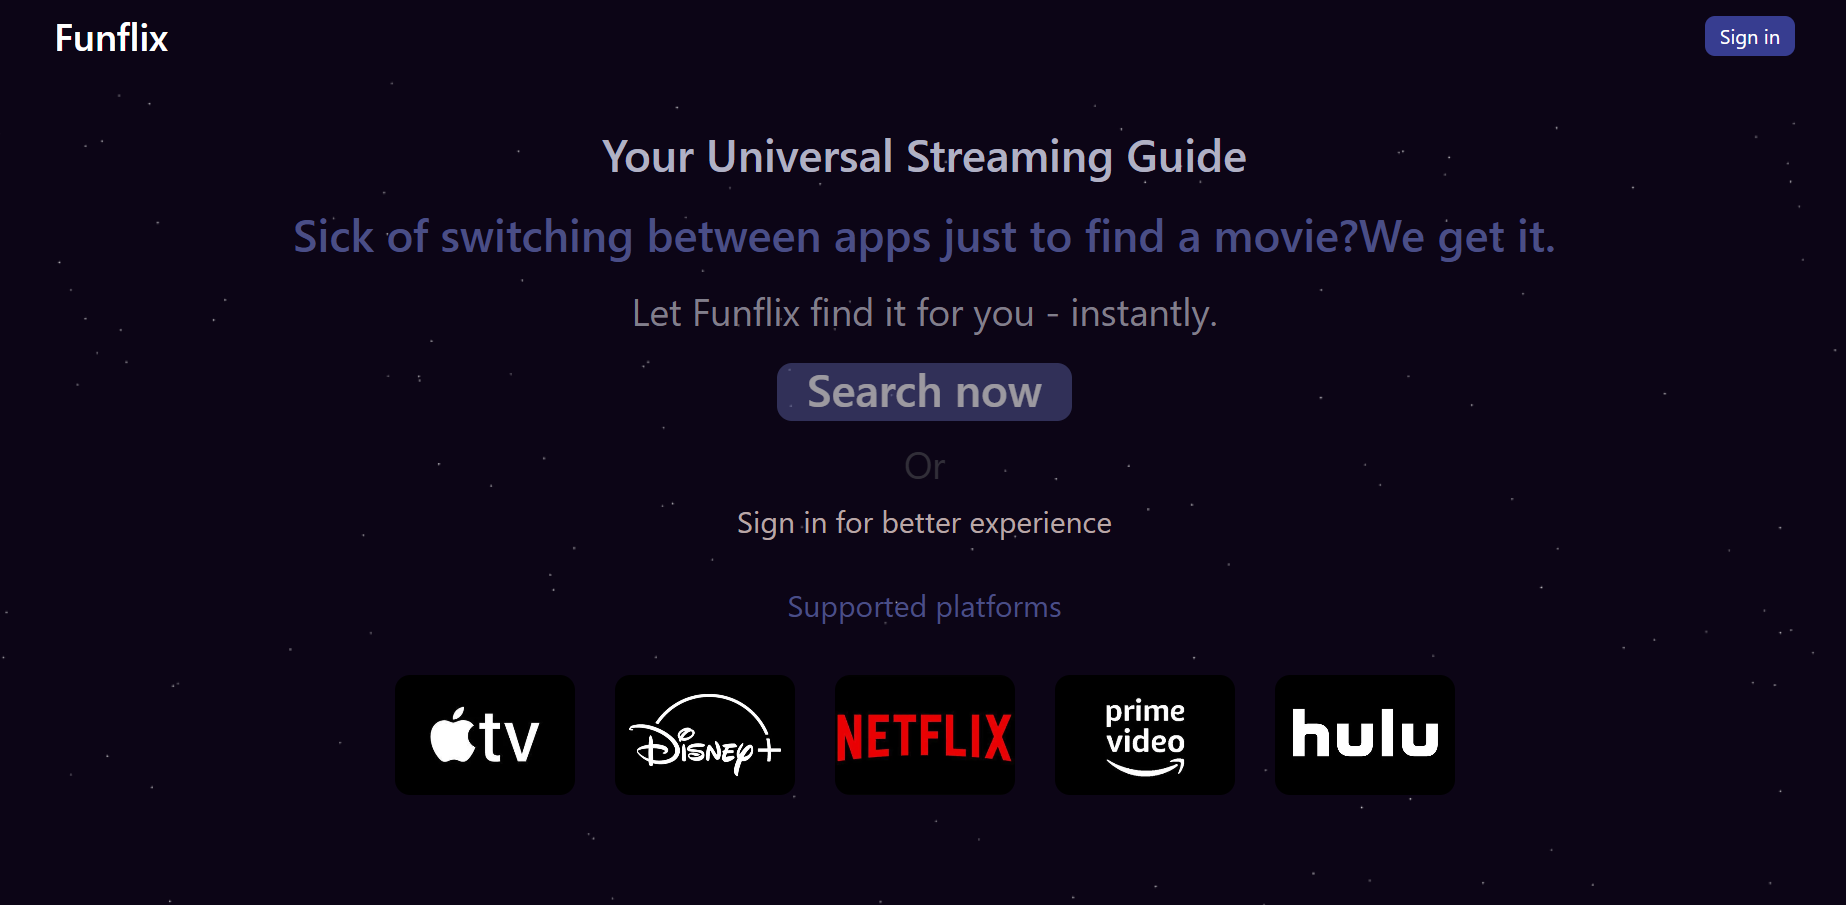 Funflix
Sign in
Your Universal Streaming Guide
Sick of switching between apps just to find a movie?We get it.
Let Funflix find it for you - instantly.
Search now
Or
Sign in for better experience
Supported platforms
tv
Disney+
NETFLIX
prime video
hulu